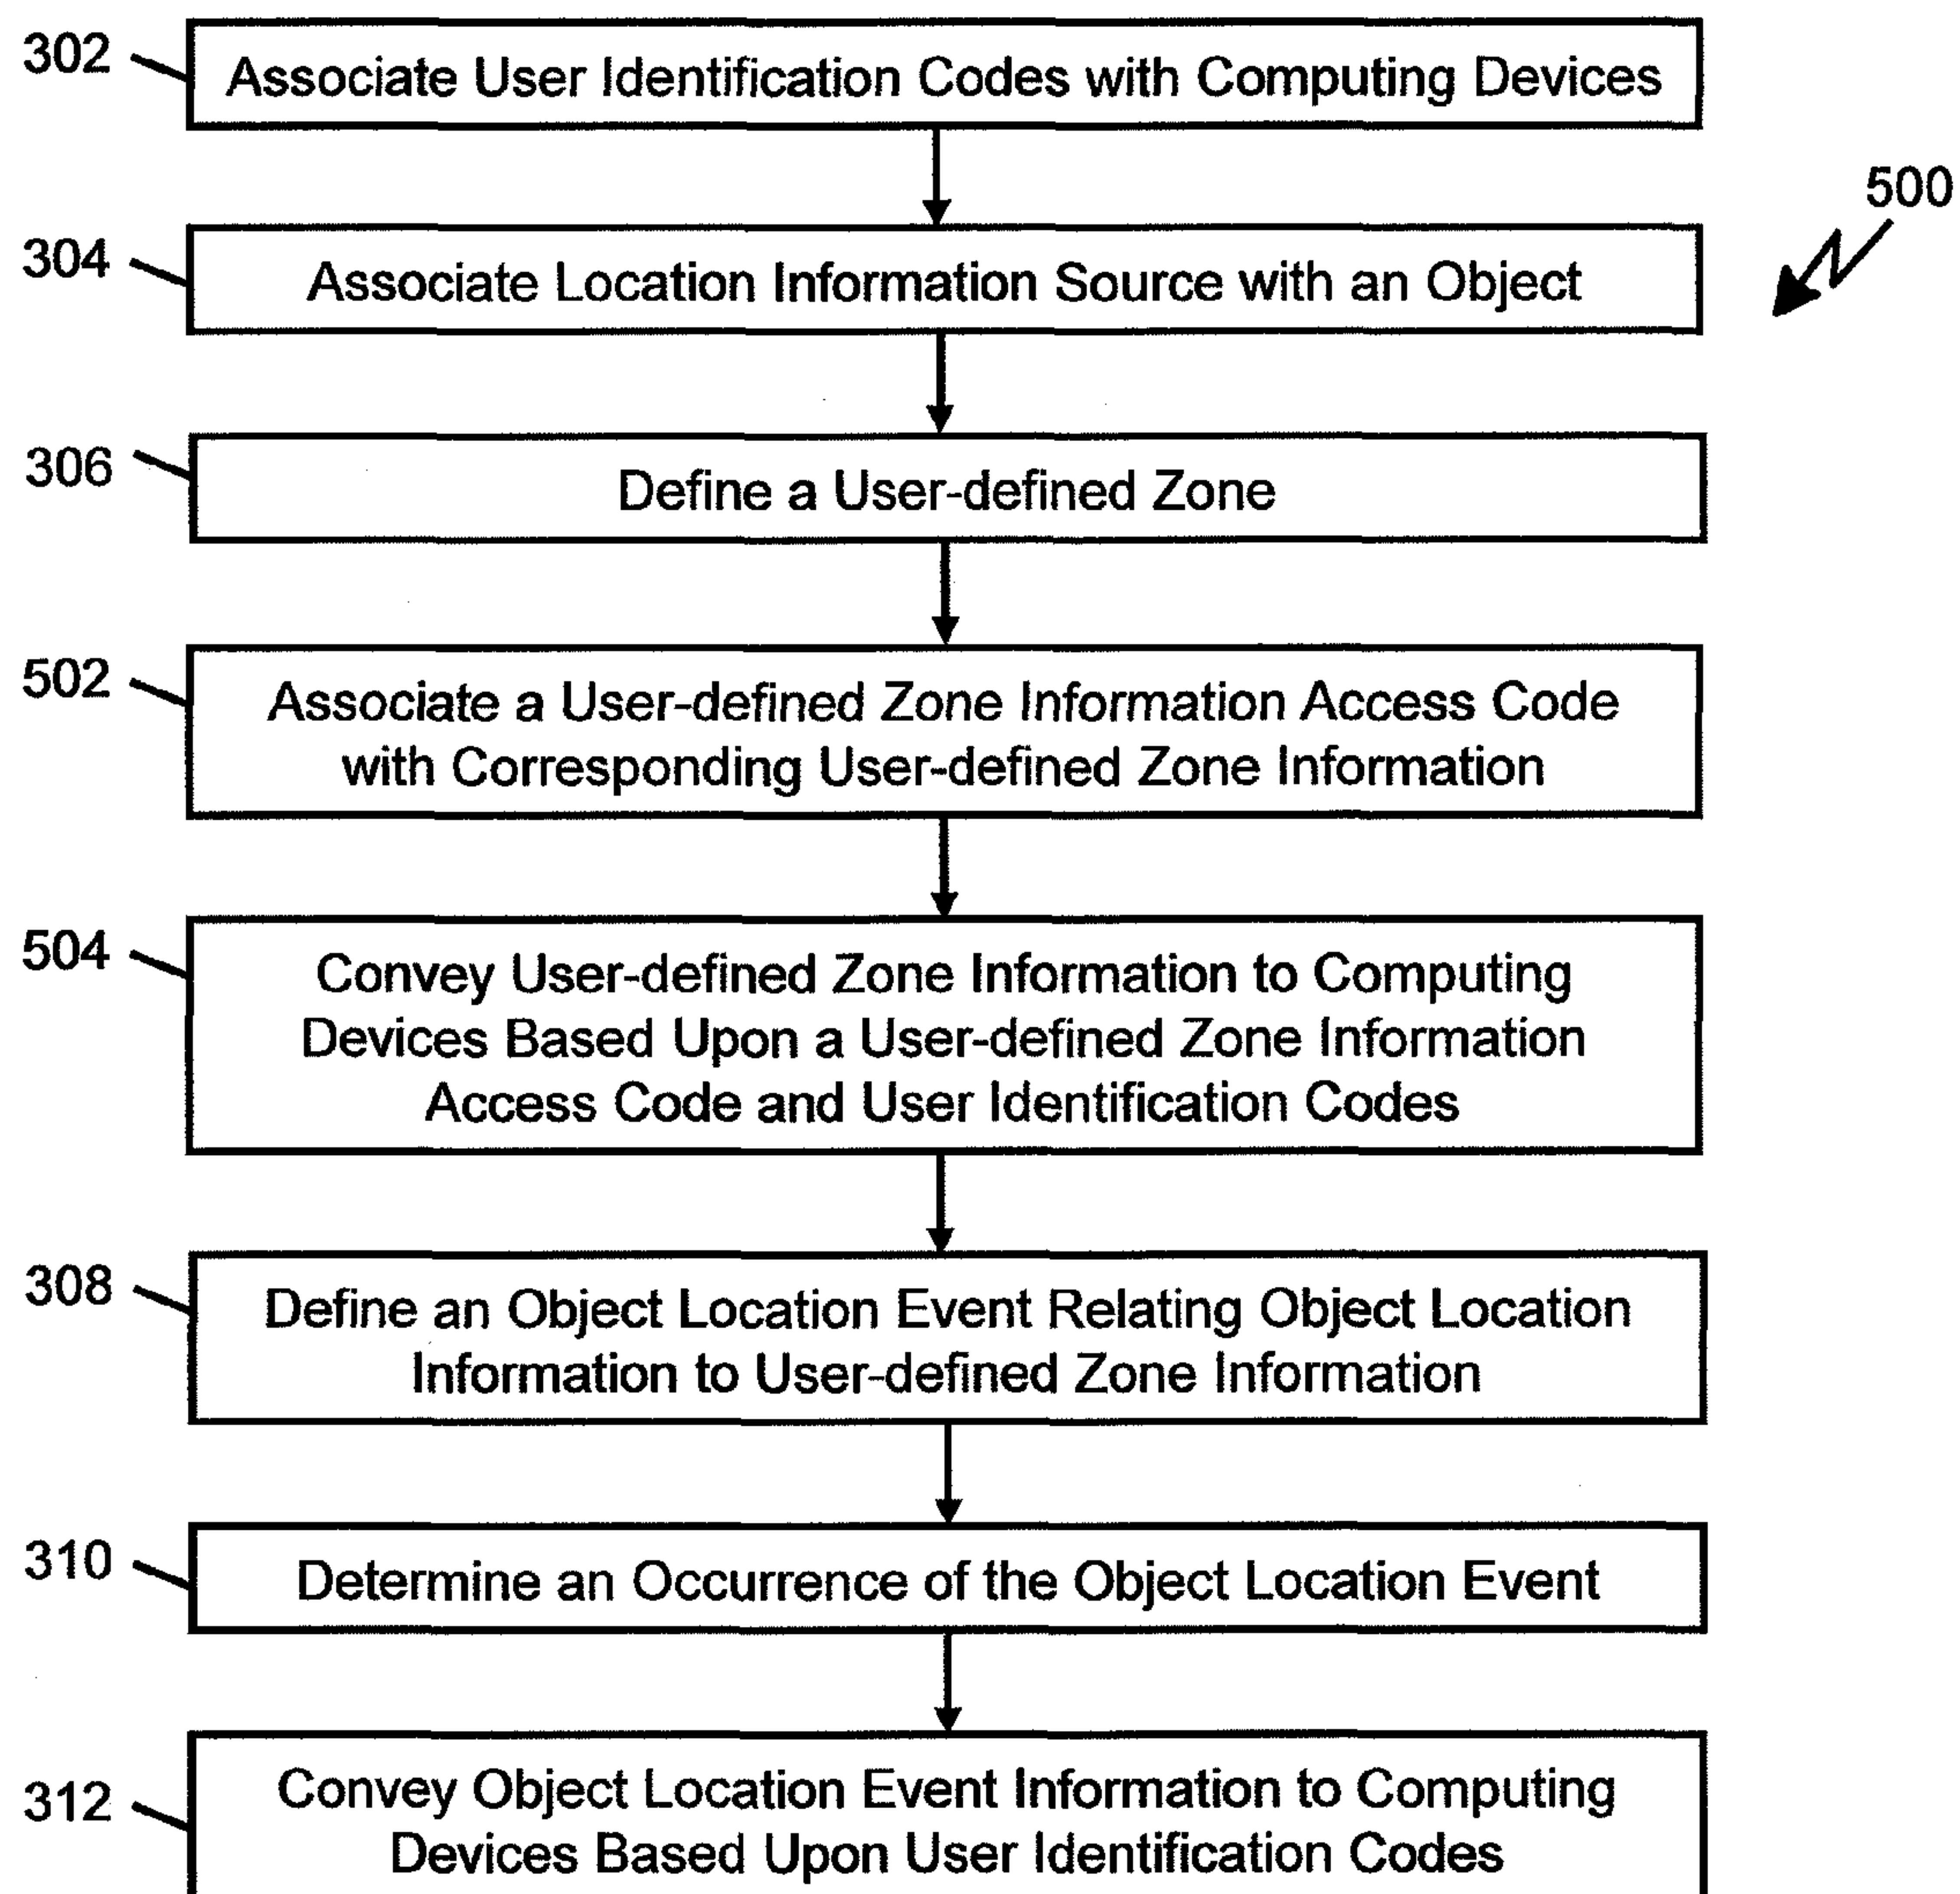 302
Associate User Identification Codes with Computing Devices
500
304
Associate Location Information Source with an Object
306
Define a User-defined Zone
502
Associate a User-defined Zone Information Access Code
with Corresponding User-defined Zone Information
504
Convey User-defined Zone Information to Computing
Devices Based Upon a User-defined Zone Information
Access Code and User Identification Codes
308
Define an Object Location Event Relating Object Location
Information to User-defined Zone Information
310
Determine an Occurrence of the Object Location Event
312
Convey Object Location Event Information to Computing
Devices Based Upon User Identification Codes